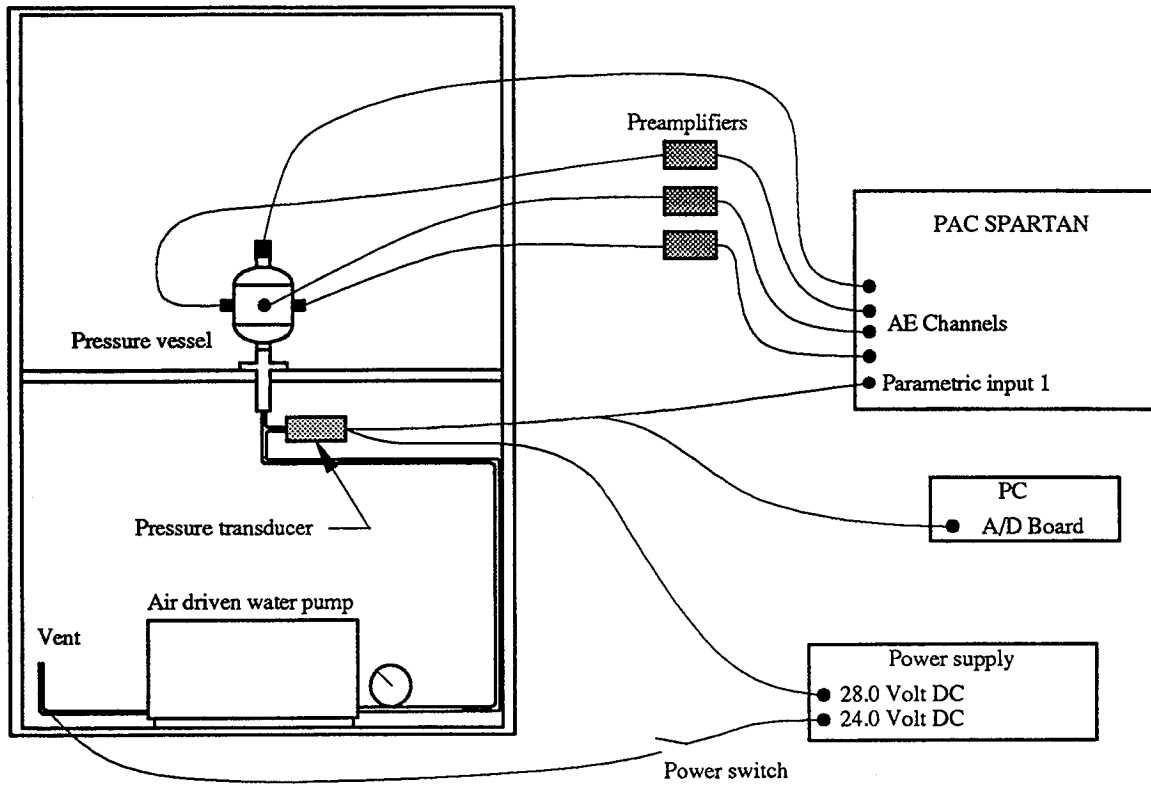 Preamplifiers
PAC SPARTAN
AE Channels
Pressure vessel
Parametric input 1
PC
A/D Board
Pressure transducer
Air driven water pump
Vent
Power supply
28.0 Volt DC
24.0 Volt DC
Power switch